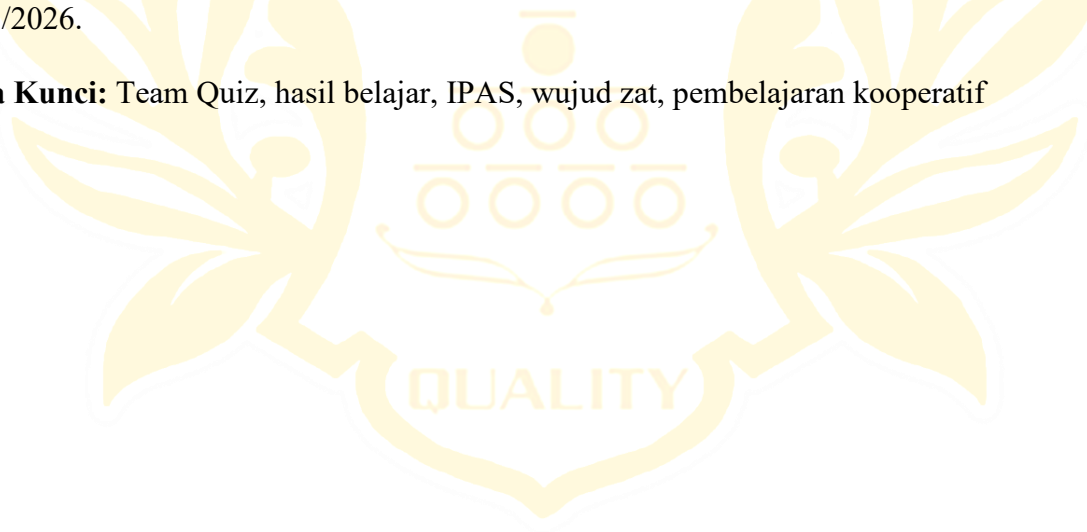 /2026.
a Kunci: Team Quiz, hasil belajar, IPAS, wujud zat, pembelajaran kooperatif
QUALITY